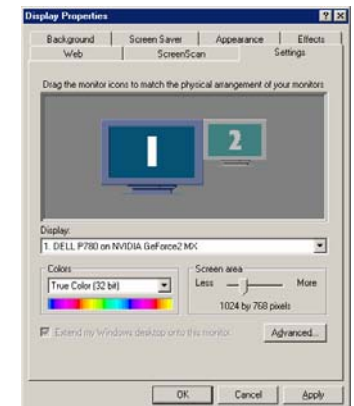 Display Properties
Background Screen Saver Appearance Effects
Web ScreenScan Settings
Drag the monitor icons to match the physical arrangement of your monitors
1 2
Display:
1. DELL P780 on NVIDIA GeForce2 MX
Colors Screen area
True Color (32 bit) Less More
1024 by 768 pixels
Extend my Windows desktop onto this monitor. Advanced...
OK Cancel Apply